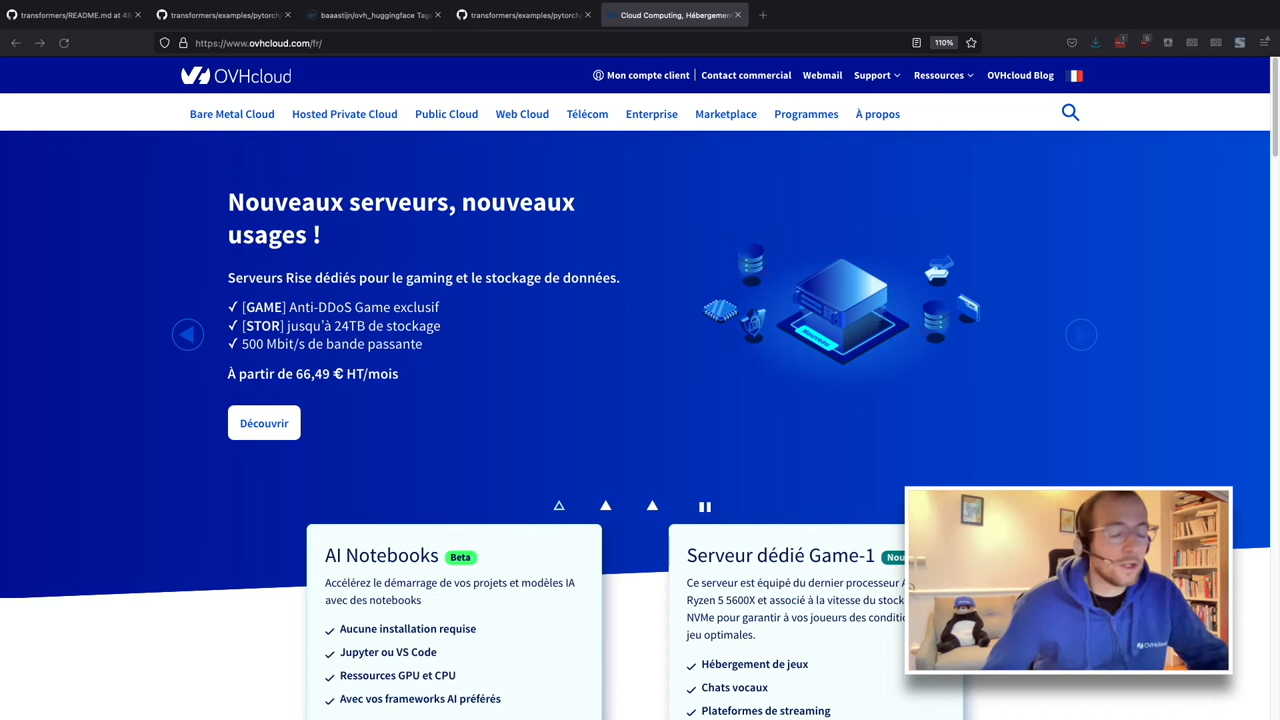 transformers/README.md at 46
transformers/examples/pytorch
baaastijn/ovh_huggingface Tags
transformers/examples/pytorch
Cloud Computing, Hébergement
https://www.ovhcloud.com/fr/
110%
OVHcloud
Mon compte client
Contact commercial
Webmail
Support
Ressources
OVHcloud Blog
Bare Metal Cloud
Hosted Private Cloud
Public Cloud
Web Cloud
Télécom
Enterprise
Marketplace
Programmes
À propos
Nouveaux serveurs, nouveaux
usages !
Serveurs Rise dédiés pour le gaming et le stockage de données.
✓ [GAME] Anti-DDoS Game exclusif
✓ [STOR] jusqu’à 24TB de stockage
✓ 500 Mbit/s de bande passante
À partir de 66,49 € HT/mois
Découvrir
Nouveau
AI Notebooks Beta
Accélérez le démarrage de vos projets et modèles IA
avec des notebooks
Aucune installation requise
Jupyter ou VS Code
Ressources GPU et CPU
Avec vos frameworks AI préférés
Serveur dédié Game-1 Nou
Ce serveur est équipé du dernier processeur A
Ryzen 5 5600X et associé à la vitesse du stock
NVMe pour garantir à vos joueurs des conditio
jeu optimales.
Hébergement de jeux
Chats vocaux
Plateformes de streaming
OVHcloud